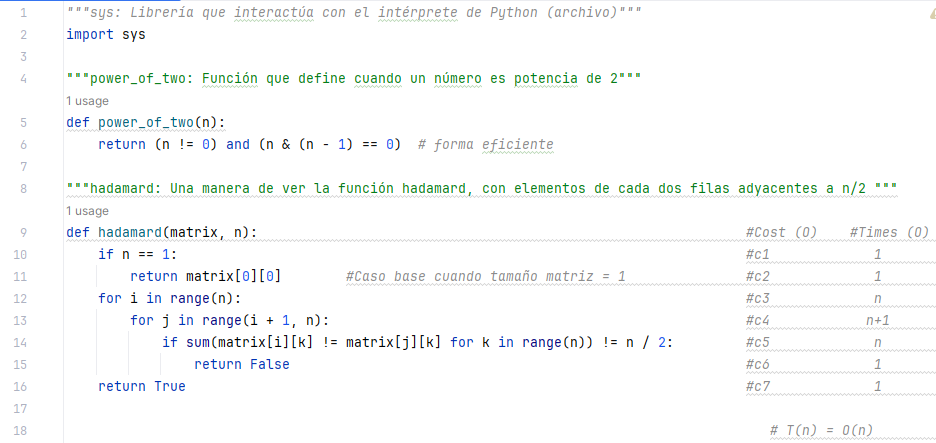 1 """sys: Librería que interactúa con el intérprete de Python (archivo)"""
2 import sys
3
4 """power_of_two: Función que define cuando un número es potencia de 2"""
1 usage
5 def power_of_two(n):
6 return (n != 0) and (n & (n - 1) == 0) # forma eficiente
7
8 """hadamard: Una manera de ver la función hadamard, con elementos de cada dos filas adyacentes a n/2 """
1 usage
9 def hadamard(matrix, n): #Cost (O) #Times (O)
10 if n == 1: #c1 1
11 return matrix[0][0] #Caso base cuando tamaño matriz = 1 #c2 1
12 for i in range(n): #c3 n
13 for j in range(i + 1, n): #c4 n+1
14 if sum(matrix[i][k] != matrix[j][k] for k in range(n)) != n / 2: #c5 n
15 return False #c6 1
16 return True #c7 1
17
18 # T(n) = O(n)